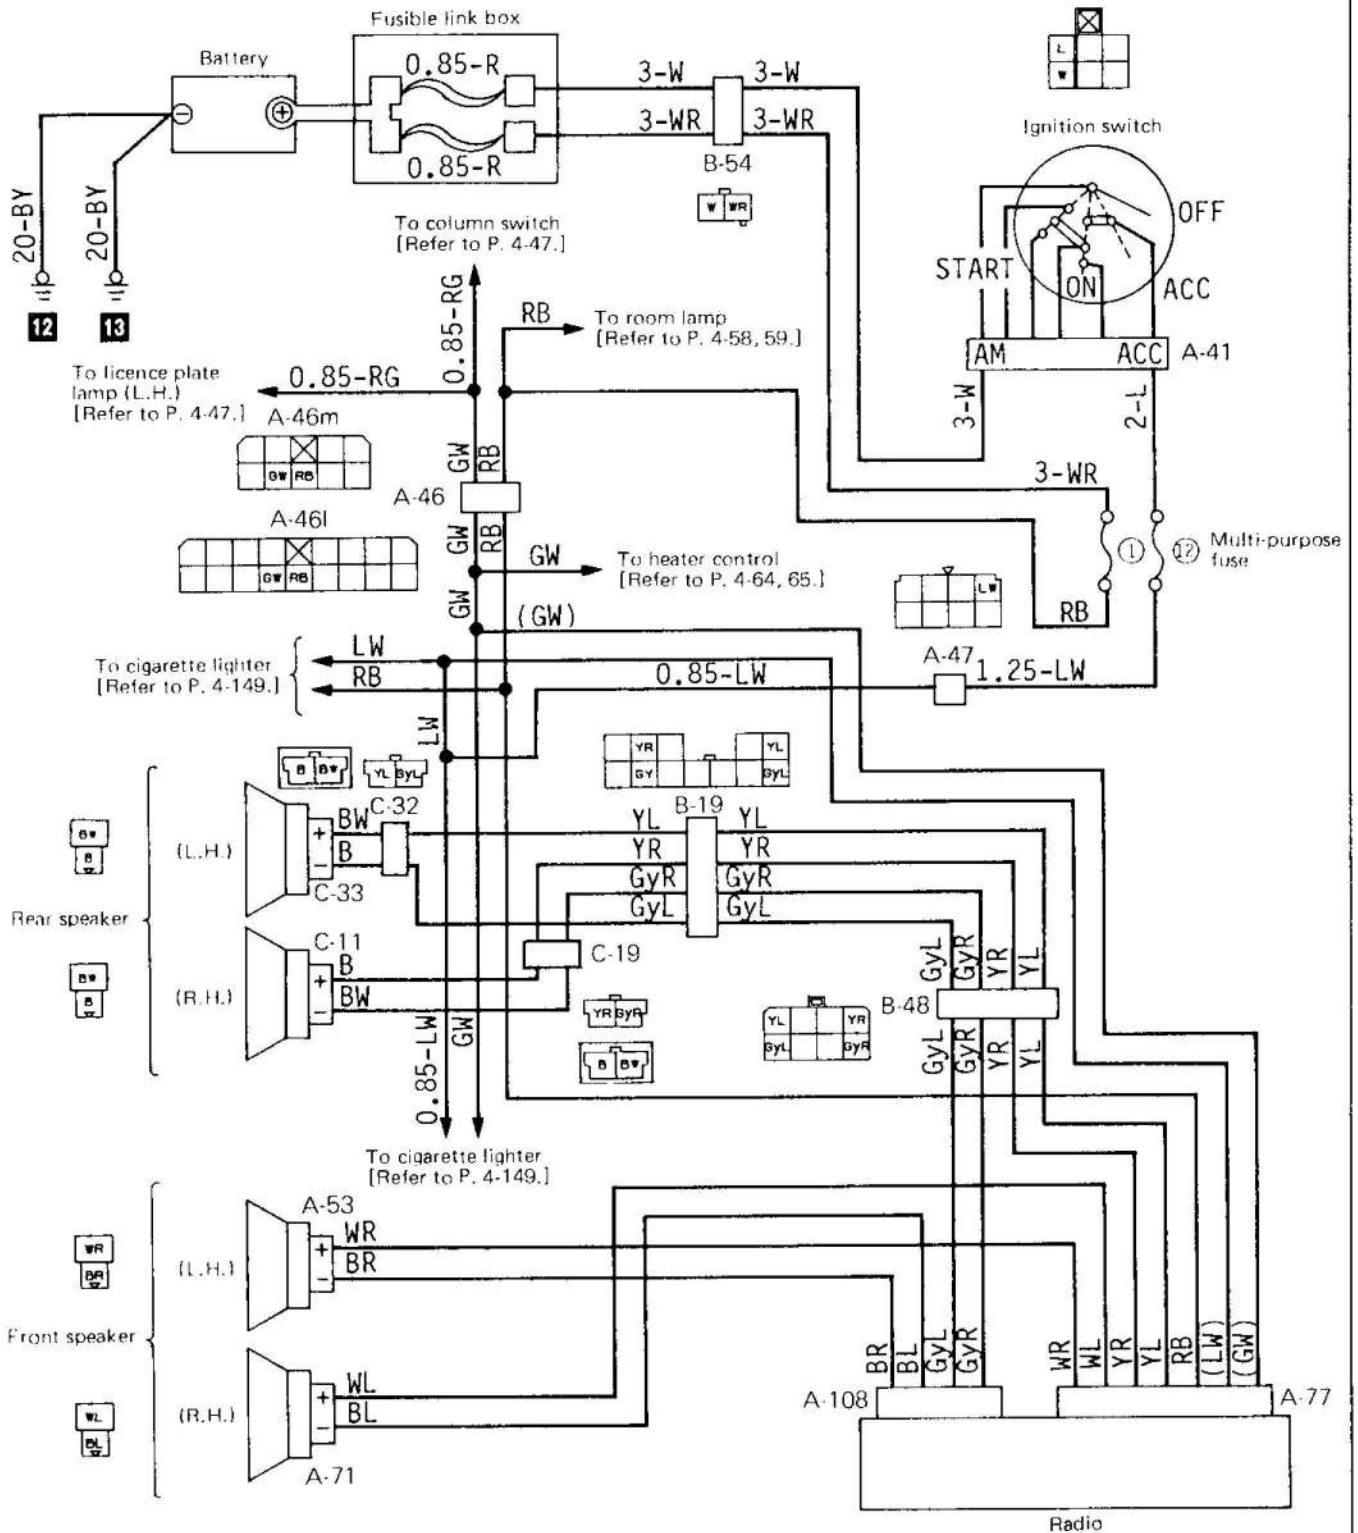 Fusible link box
Battery
0.85-R
0.85-R
3-W
3-W
3-WR
3-WR
B-54
W WR
L
W
Ignition switch
OFF
START
ON
ACC
AM
ACC
A-41
20-BY
20-BY
12
13
To column switch
[Refer to P. 4-47.]
0.85-RG
RB
To room lamp
[Refer to P. 4-58, 59.]
To licence plate
lamp (L.H.)
[Refer to P. 4-47.]
0.85-RG
3-W
2-L
A-46m
GW RB
GW
RB
3-WR
A-46
A-46l
GW RB
GW
RB
GW
To heater control
[Refer to P. 4-64, 65.]
1
12
Multi-purpose
fuse
LW
RB
GW
(GW)
To cigarette lighter
[Refer to P. 4-149.]
LW
RB
0.85-LW
A-47
1.25-LW
LW
B BW
YL GyL
C-32
YR YL
GY GyL
B-19
BW
B
(L.H.)
BW
B
+
−
C-33
YL
YL
YR
YR
GyR
GyR
GyL
GyL
Rear speaker
C-11
B
BW
(R.H.)
BW
B
+
−
C-19
YR GyR
B BW
YL YR
GyL GyR
GyL
GyR
YR
YL
B-48
GyL
GyR
YR
YL
0.85-LW
GW
To cigarette lighter
[Refer to P. 4-149.]
A-53
WR
BR
(L.H.)
+
−
WR
BR
Front speaker
WL
BL
(R.H.)
+
−
WL
BL
A-71
BR
BL
GyL
GyR
WR
WL
YR
YL
RB
(LW)
(GW)
A-108
A-77
Radio